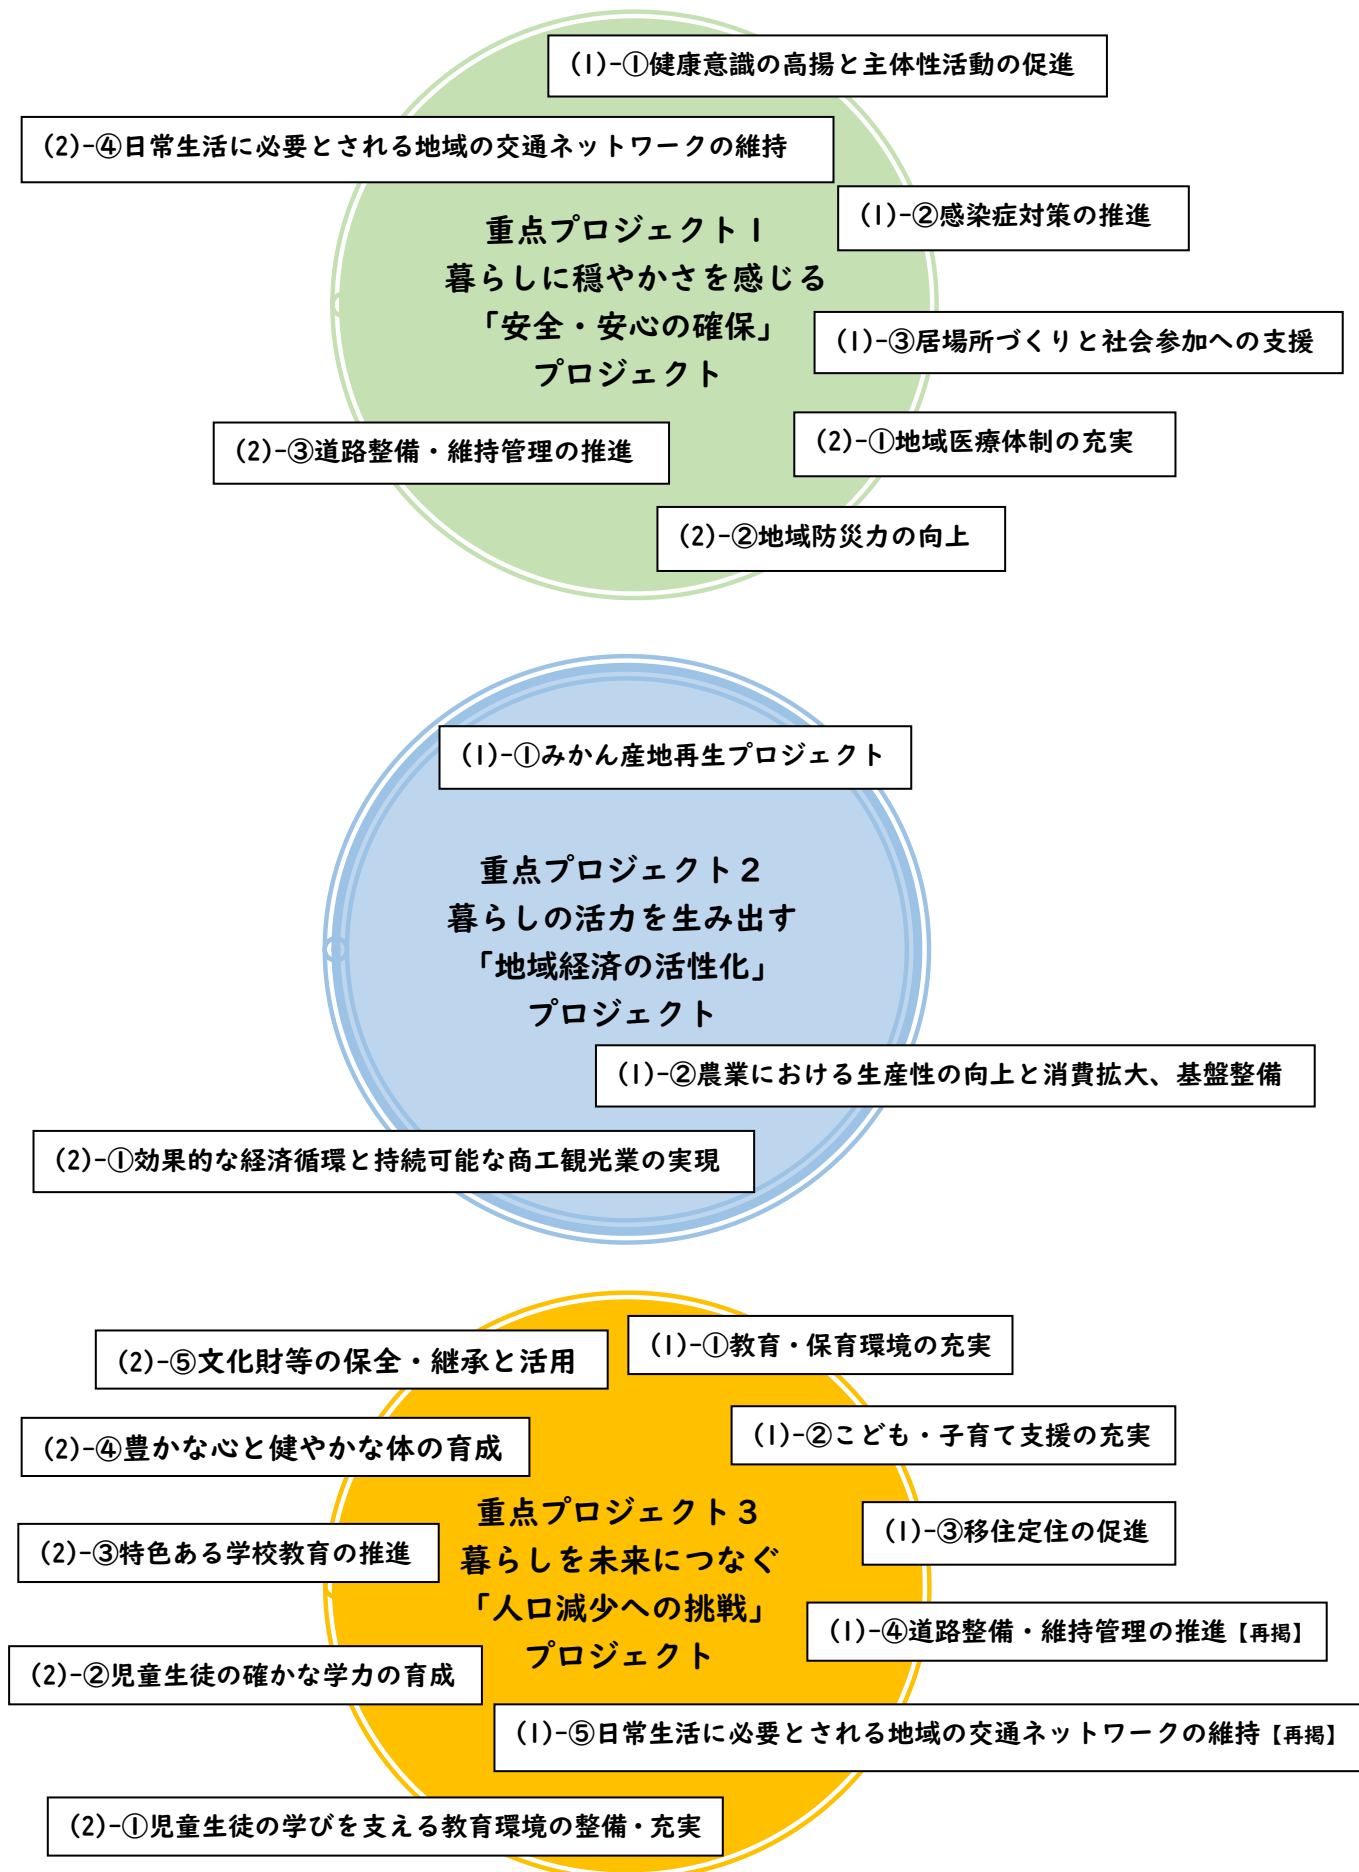 (1)-①健康意識の高揚と主体性活動の促進
(2)-④日常生活に必要とされる地域の交通ネットワークの維持
(1)-②感染症対策の推進
重点プロジェクト1
暮らしに穏やかさを感じる
「安全・安心の確保」
プロジェクト
(1)-③居場所づくりと社会参加への支援
(2)-①地域医療体制の充実
(2)-③道路整備・維持管理の推進
(2)-②地域防災力の向上
(1)-①みかん産地再生プロジェクト
重点プロジェクト2
暮らしの活力を生み出す
「地域経済の活性化」
プロジェクト
(1)-②農業における生産性の向上と消費拡大、基盤整備
(2)-①効果的な経済循環と持続可能な商工観光業の実現
(1)-①教育・保育環境の充実
(2)-⑤文化財等の保全・継承と活用
(1)-②こども・子育て支援の充実
(2)-④豊かな心と健やかな体の育成
重点プロジェクト3
暮らしを未来につなぐ
「人口減少への挑戦」
プロジェクト
(1)-③移住定住の促進
(2)-③特色ある学校教育の推進
(1)-④道路整備・維持管理の推進【再掲】
(2)-②児童生徒の確かな学力の育成
(1)-⑤日常生活に必要とされる地域の交通ネットワークの維持【再掲】
(2)-①児童生徒の学びを支える教育環境の整備・充実